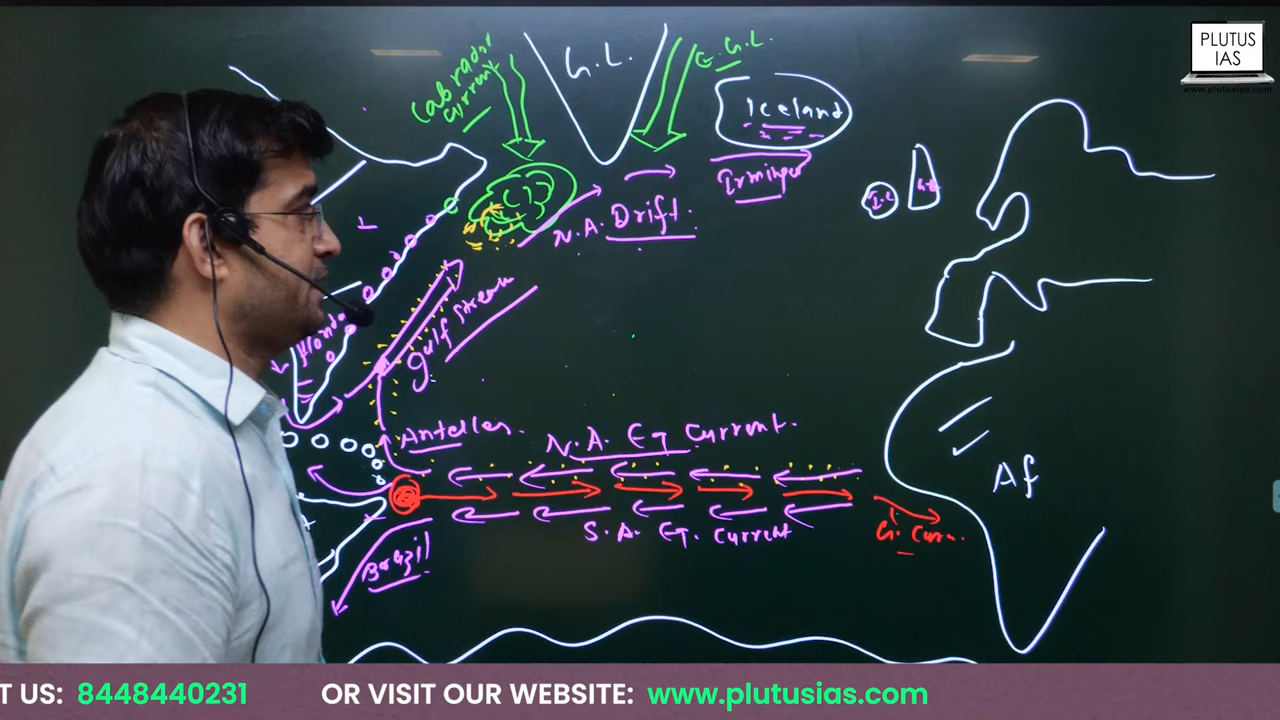 PLUTUS
IAS
www.plutusias.com
Labrador
current
G.L.
E.G.L.
Iceland
Irminger
N.A. Drift.
Gulf Stream
Florida
Antelles.
N.A. Eq Current.
S.A. Eq. Current
G. Curr.
Brazil
Af
T US: 8448440231 OR VISIT OUR WEBSITE: www.plutusias.com